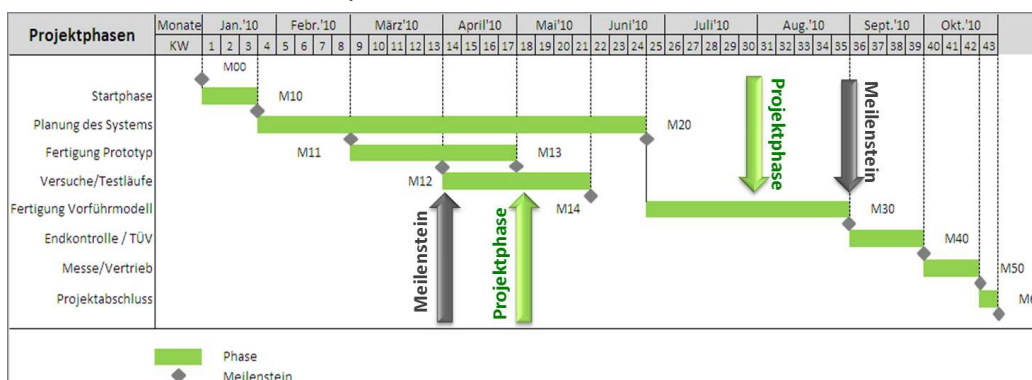 Projektphasen Monate Jan.'10 Febr.'10 März'10 April'10 Mai'10 Juni'10 Juli'10 Aug.'10 Sept.'10 Okt.'10
KW 1 2 3 4 5 6 7 8 9 10 11 12 13 14 15 16 17 18 19 20 21 22 23 24 25 26 27 28 29 30 31 32 33 34 35 36 37 38 39 40 41 42 43
M00
Startphase M10
Planung des Systems M20
Fertigung Prototyp M11 M13
Versuche/Testläufe M12
Fertigung Vorführmodell M14 M30
Endkontrolle / TÜV M40
Messe/Vertrieb M50
Projektabschluss
Meilenstein
Projektphase
Projektphase
Meilenstein
Phase
Meilenstein